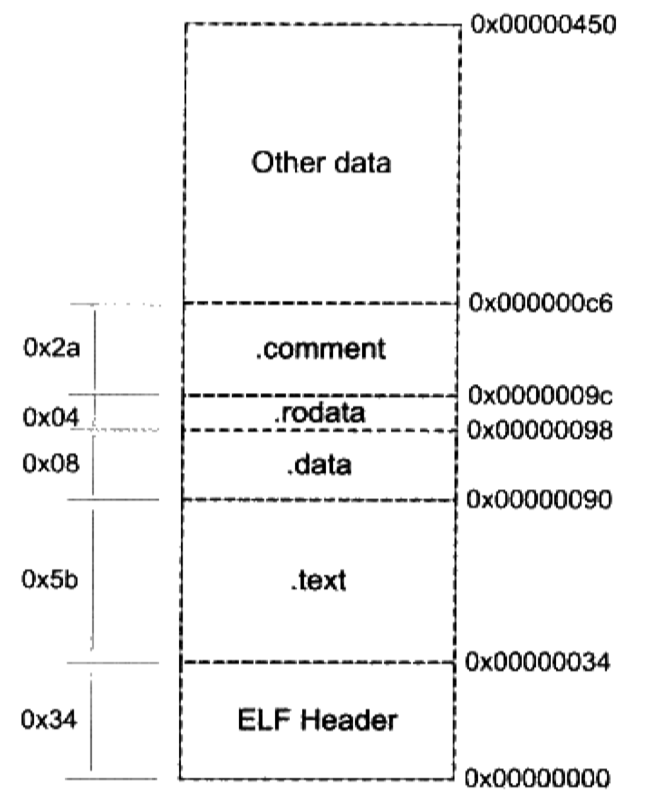 0x00000450
Other data
0x000000c6
0x2a
.comment
0x0000009c
0x04
.rodata
0x00000098
0x08
.data
0x00000090
0x5b
.text
0x00000034
0x34
ELF Header
0x00000000